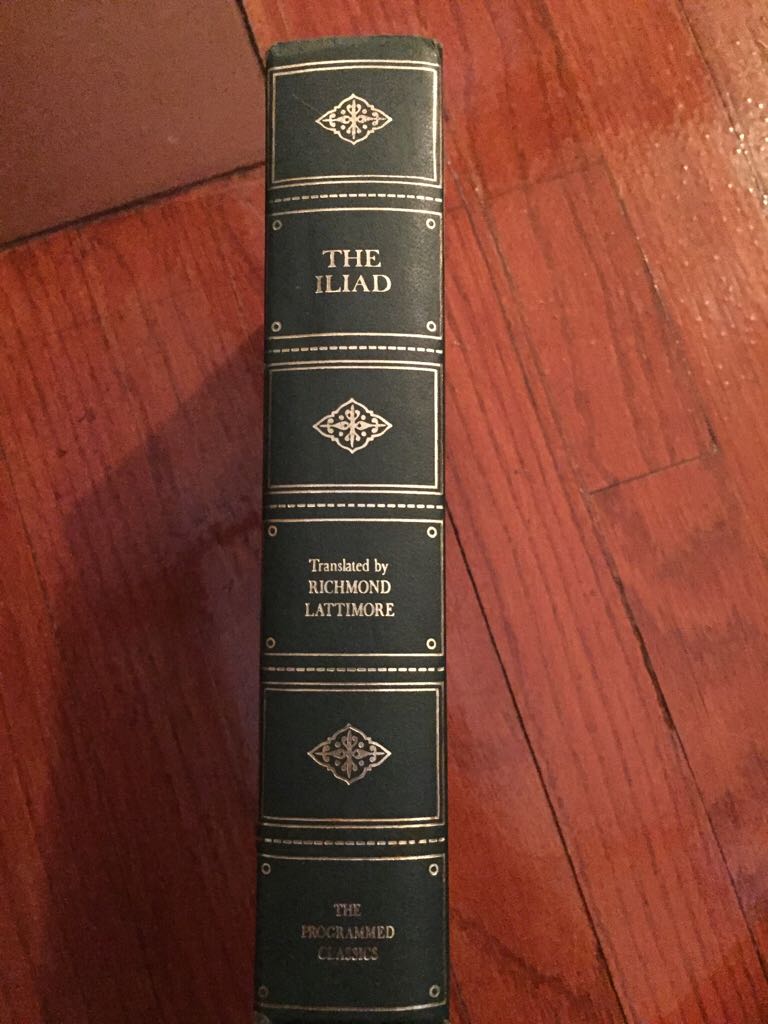 THE
ILIAD
Translated by
RICHMOND
LATTIMORE
THE
PROGRAMMED
CLASSICS